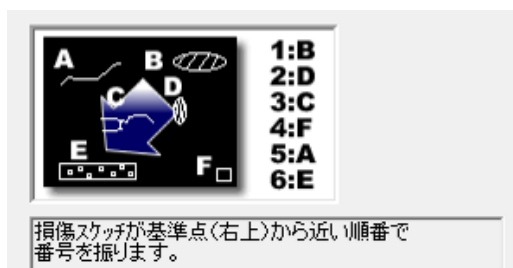 A B
C D
E F
1:B
2:D
3:C
4:F
5:A
6:E
損傷スケッチが基準点(右上)から近い順番で
番号を振ります。